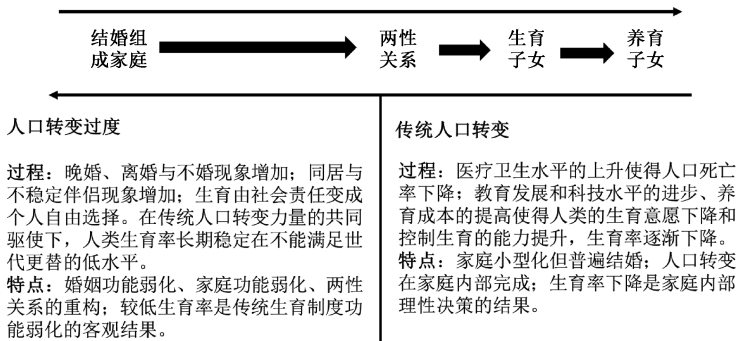 结婚组
成家庭
两性
关系
生育
子女
养育
子女
人口转变过度
过程：晚婚、离婚与不婚现象增加；同居与
不稳定伴侣现象增加；生育由社会责任变成
个人自由选择。在传统人口转变力量的共同
驱使下，人类生育率长期稳定在不能满足世
代更替的低水平。
特点：婚姻功能弱化、家庭功能弱化、两性
关系的重构；较低生育率是传统生育制度功
能弱化的客观结果。
传统人口转变
过程：医疗卫生水平的上升使得人口死亡
率下降；教育发展和科技水平的进步、养
育成本的提高使得人类的生育意愿下降和
控制生育的能力提升，生育率逐渐下降。
特点：家庭小型化但普遍结婚；人口转变
在家庭内部完成；生育率下降是家庭内部
理性决策的结果。